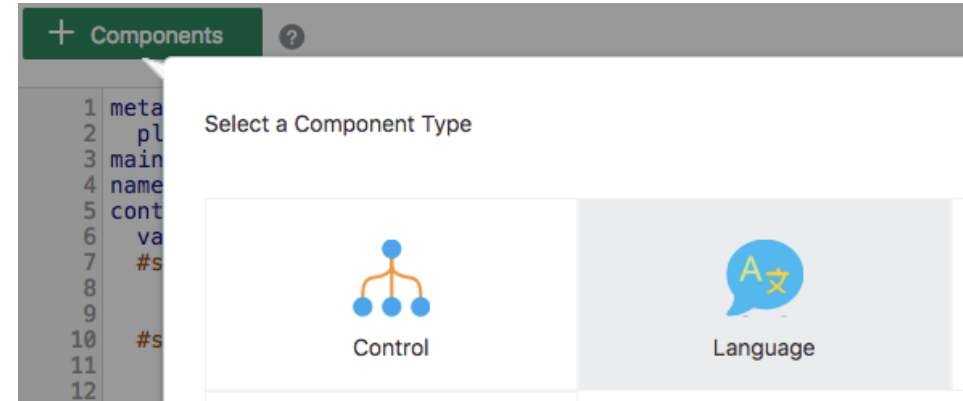 + Components ?
Select a Component Type
1 meta
2 pl
3 main
4 name
5 cont
6 va
7 #s
8
9
10 #s
11
12
A 文
Control
Language